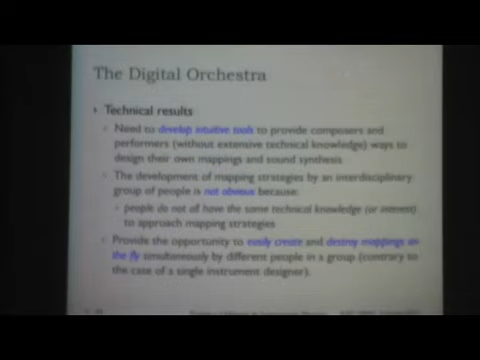 The Digital Orchestra
Technical results
Need to develop intuitive tools to provide composers and
performers (without extensive technical knowledge) ways to
design their own mappings and sound synthesis
The development of mapping strategies by an interdisciplinary
group of people is not obvious because:
people do not all have the same technical knowledge (or interest)
to approach mapping strategies
Provide the opportunity to easily create and destroy mappings on
the fly simultaneously by different people in a group (contrary to
the case of a single instrument designer).